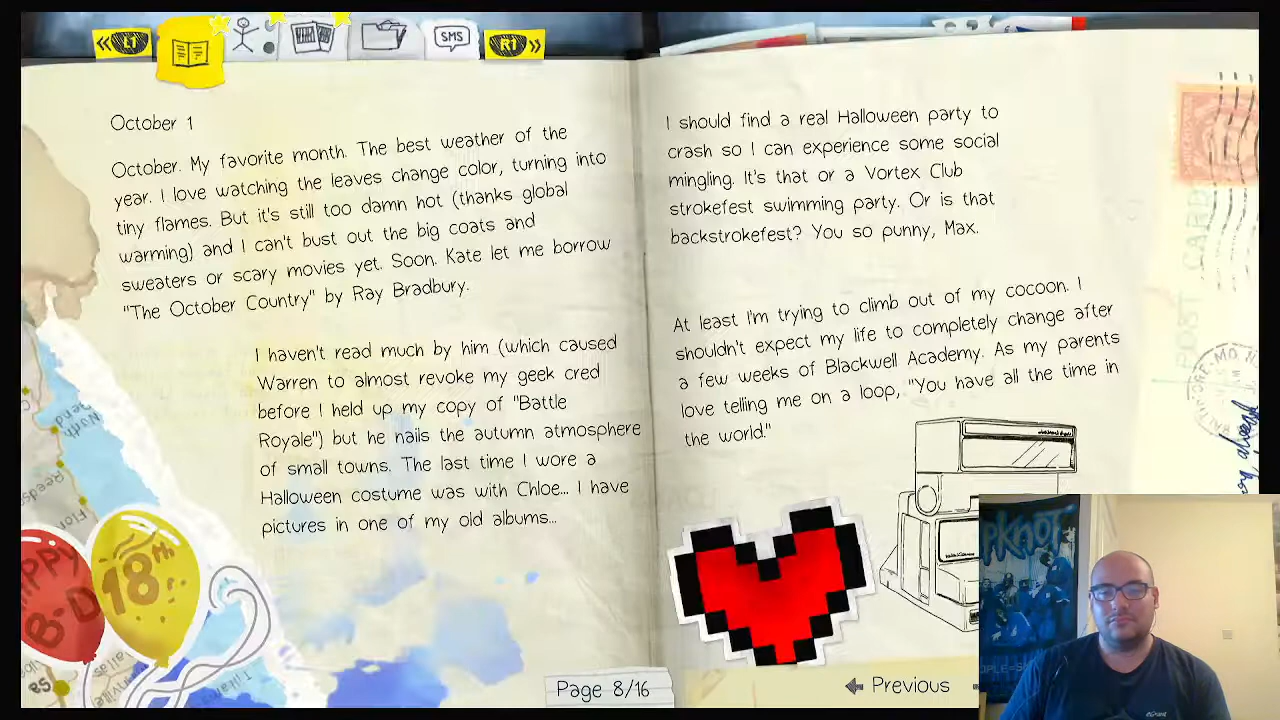 L1
SMS
R1
October 1
October. My favorite month. The best weather of the
year. I love watching the leaves change color, turning into
tiny flames. But it's still too damn hot (thanks global
warming) and I can't bust out the big coats and
sweaters or scary movies yet. Soon. Kate let me borrow
"The October Country" by Ray Bradbury.
I haven't read much by him (which caused
Warren to almost revoke my geek cred
before I held up my copy of "Battle
Royale") but he nails the autumn atmosphere
of small towns. The last time I wore a
Halloween costume was with Chloe... I have
pictures in one of my old albums...
HAPPY
B-D
18th
Page 8/16
I should find a real Halloween party to
crash so I can experience some social
mingling. It's that or a Vortex Club
strokefest swimming party. Or is that
backstrokefest? You so punny, Max.
At least I'm trying to climb out of my cocoon. I
shouldn't expect my life to completely change after
a few weeks of Blackwell Academy. As my parents
love telling me on a loop, "You have all the time in
the world."
Previous
POST CARD
PKNOT